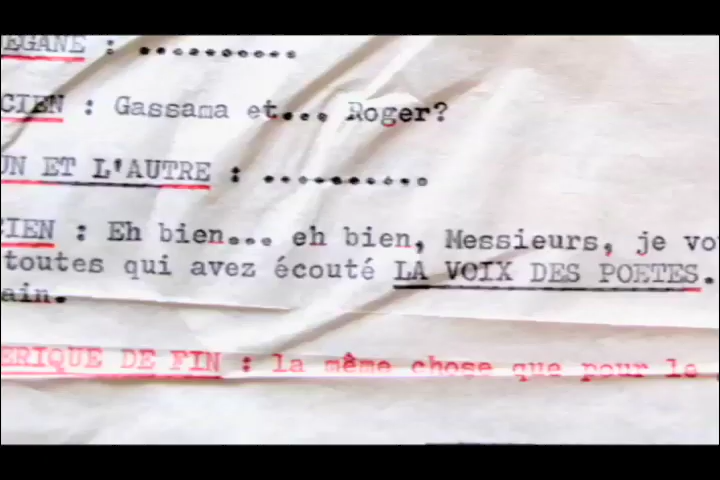 EGANE : ..........
CIEN : Gassama et... Roger?
UN ET L'AUTRE : ..........
CIEN : Eh bien... eh bien, Messieurs, je vo
toutes qui avez écouté LA VOIX DES POETES.
ain.
ERIQUE DE FIN : la même chose que pour le